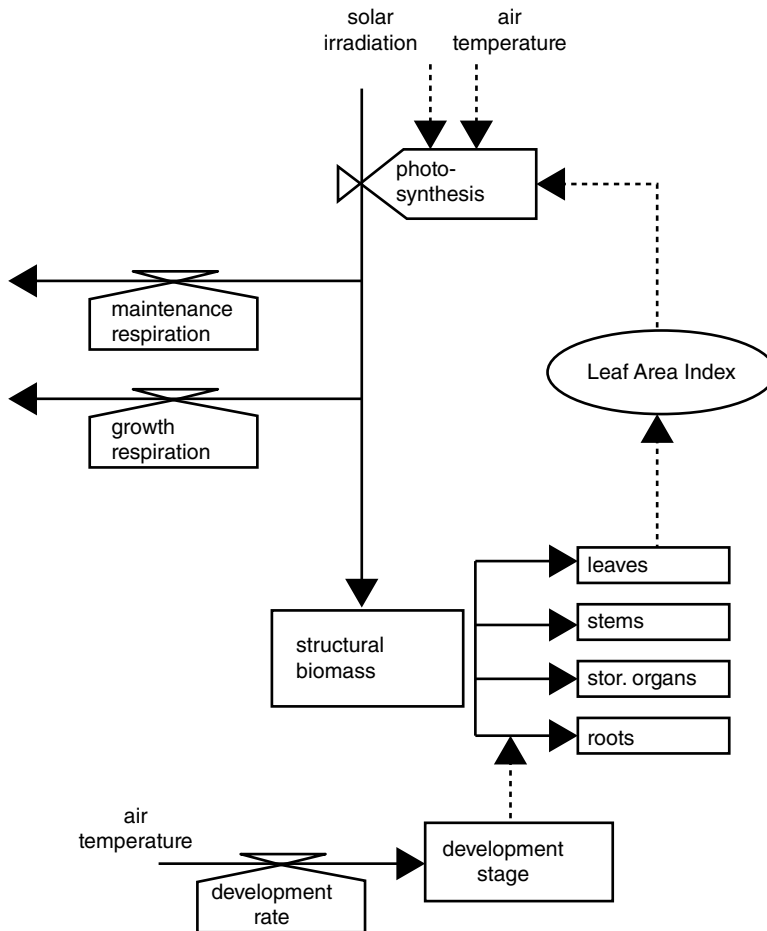 solar
irradiation
air
temperature
photo-
synthesis
maintenance
respiration
growth
respiration
Leaf Area Index
leaves
stems
stor. organs
roots
structural
biomass
air
temperature
development
rate
development
stage